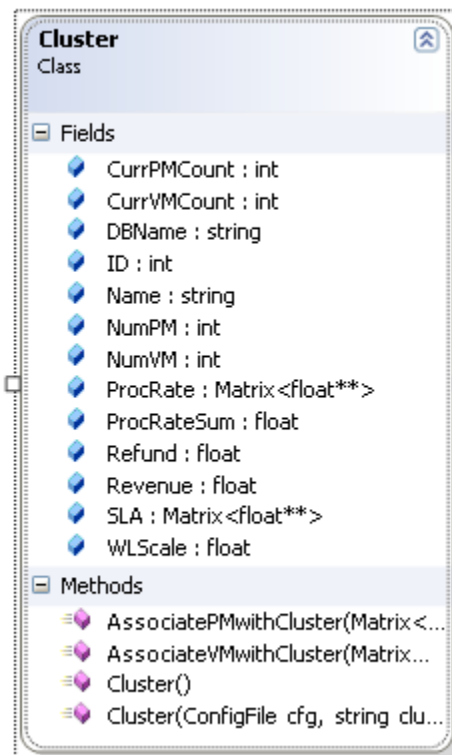 Cluster
Class
Fields
CurrPMCount : int
CurrVMCount : int
DBName : string
ID : int
Name : string
NumPM : int
NumVM : int
ProcRate : Matrix<float**>
ProcRateSum : float
Refund : float
Revenue : float
SLA : Matrix<float**>
WLScale : float
Methods
AssociatePMwithCluster(Matrix<...
AssociateVMwithCluster(Matrix...
Cluster()
Cluster(ConfigFile cfg, string clu...